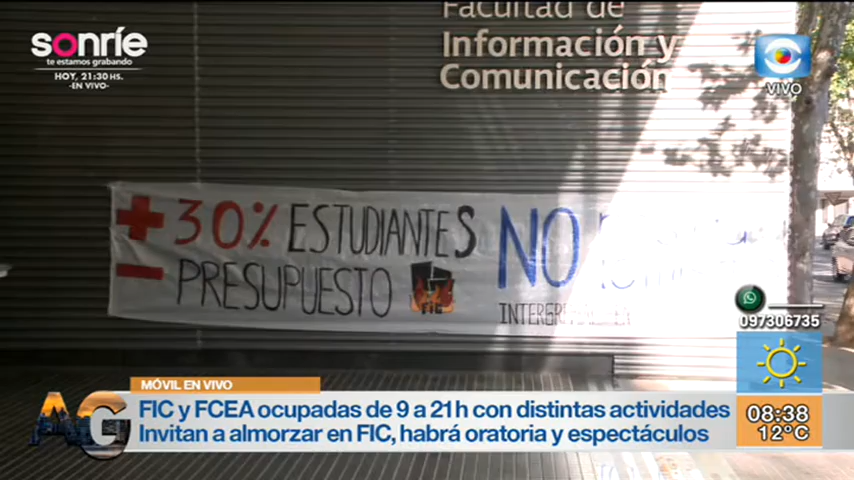 sonríe
te estamos grabando
HOY, 21:30 HS.
-EN VIVO-
Facultad de
Información y
Comunicación
VIVO
+ 30% ESTUDIANTES
- PRESUPUESTO
FIC
NO
097306735
MÓVIL EN VIVO
AG
FIC y FCEA ocupadas de 9 a 21 h con distintas actividades
Invitan a almorzar en FIC, habrá oratoria y espectáculos
08:38
12°C